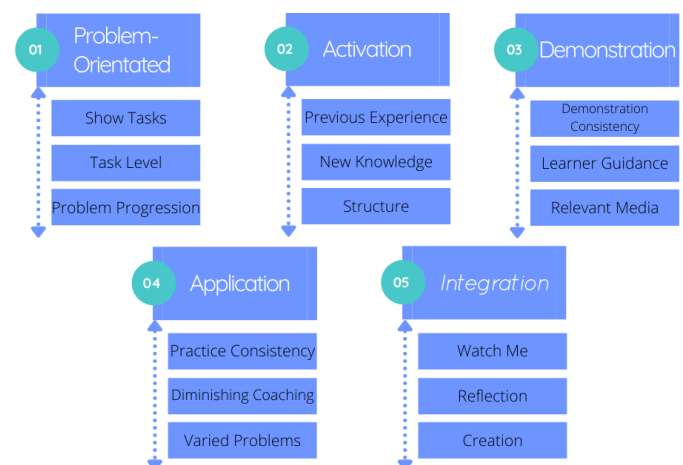 01
Problem-
Orientated
Show Tasks
Task Level
Problem Progression
02
Activation
Previous Experience
New Knowledge
Structure
03
Demonstration
Demonstration
Consistency
Learner Guidance
Relevant Media
04
Application
Practice Consistency
Diminishing Coaching
Varied Problems
05
Integration
Watch Me
Reflection
Creation